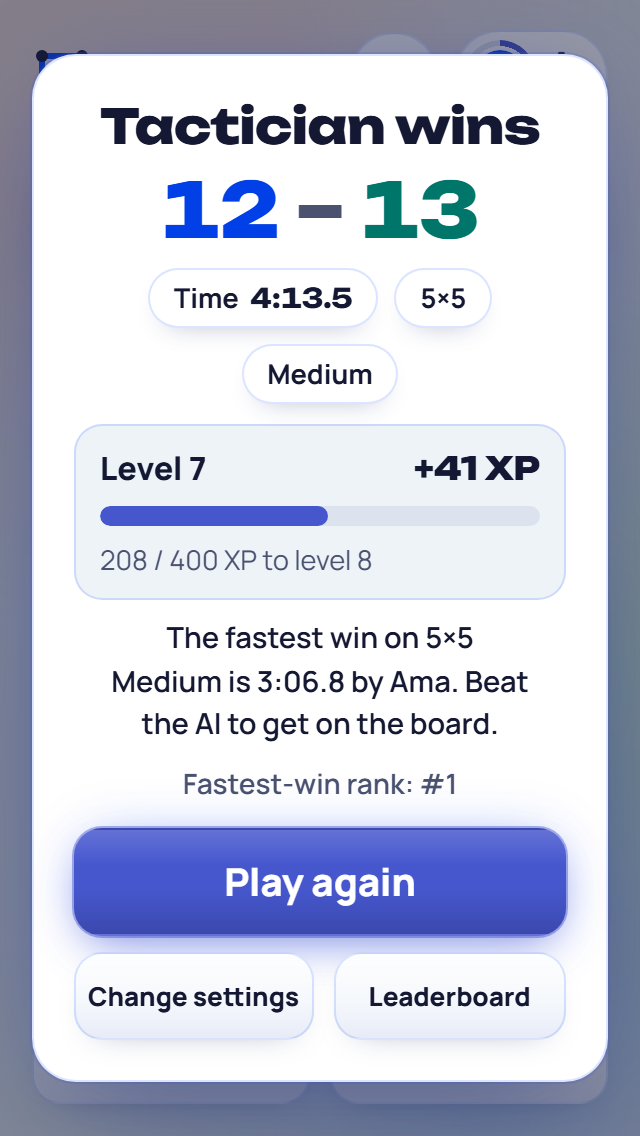 Tactician wins
12 – 13
Time 4:13.5
5×5
Medium
Level 7
+41 XP
208 / 400 XP to level 8
The fastest win on 5×5
Medium is 3:06.8 by Ama. Beat
the AI to get on the board.
Fastest-win rank: #1
Play again
Change settings
Leaderboard